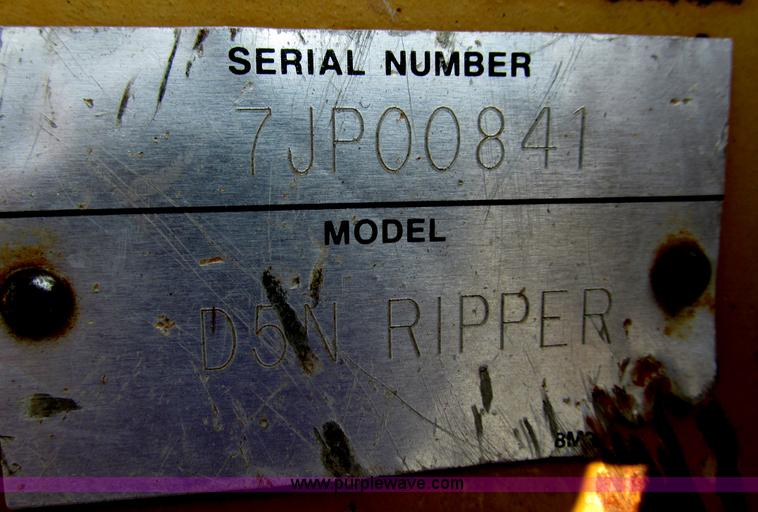 SERIAL NUMBER
7JP00841
MODEL
D5N RIPPER
www.purplewave.com